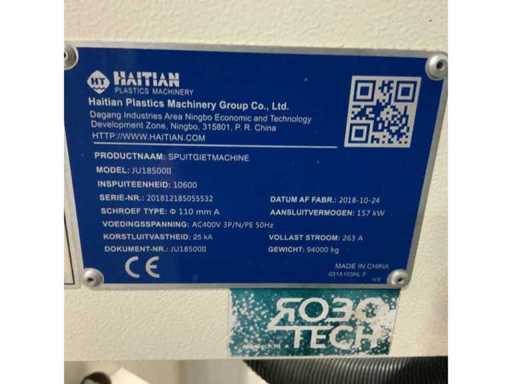 HT HAITIAN
PLASTICS MACHINERY
Haitian Plastics Machinery Group Co., Ltd.
Dagang Industries Area Ningbo Economic and Technology
Development Zone, Ningbo, 315801, P. R. China
HTTP://WWW.HAITIAN.COM
PRODUCTNAAM: SPUITGIETMACHINE
MODEL: JU18500II
INSPUITEENHEID: 10600
SERIE-NR.: 201812185055532
DATUM AF FABR.: 2018-10-24
SCHROEF TYPE: Φ 110 mm A
AANSLUITVERMOGEN: 157 kW
VOEDINGSSPANNING: AC400V 3P/N/PE 50Hz
KORSTLUITVASTHEID: 25 kA
VOLLAST STROOM: 263 A
DOKUMENT-NR.: JU18500II
GEWICHT: 94000 kg
CE
MADE IN CHINA
ROBO
TECH